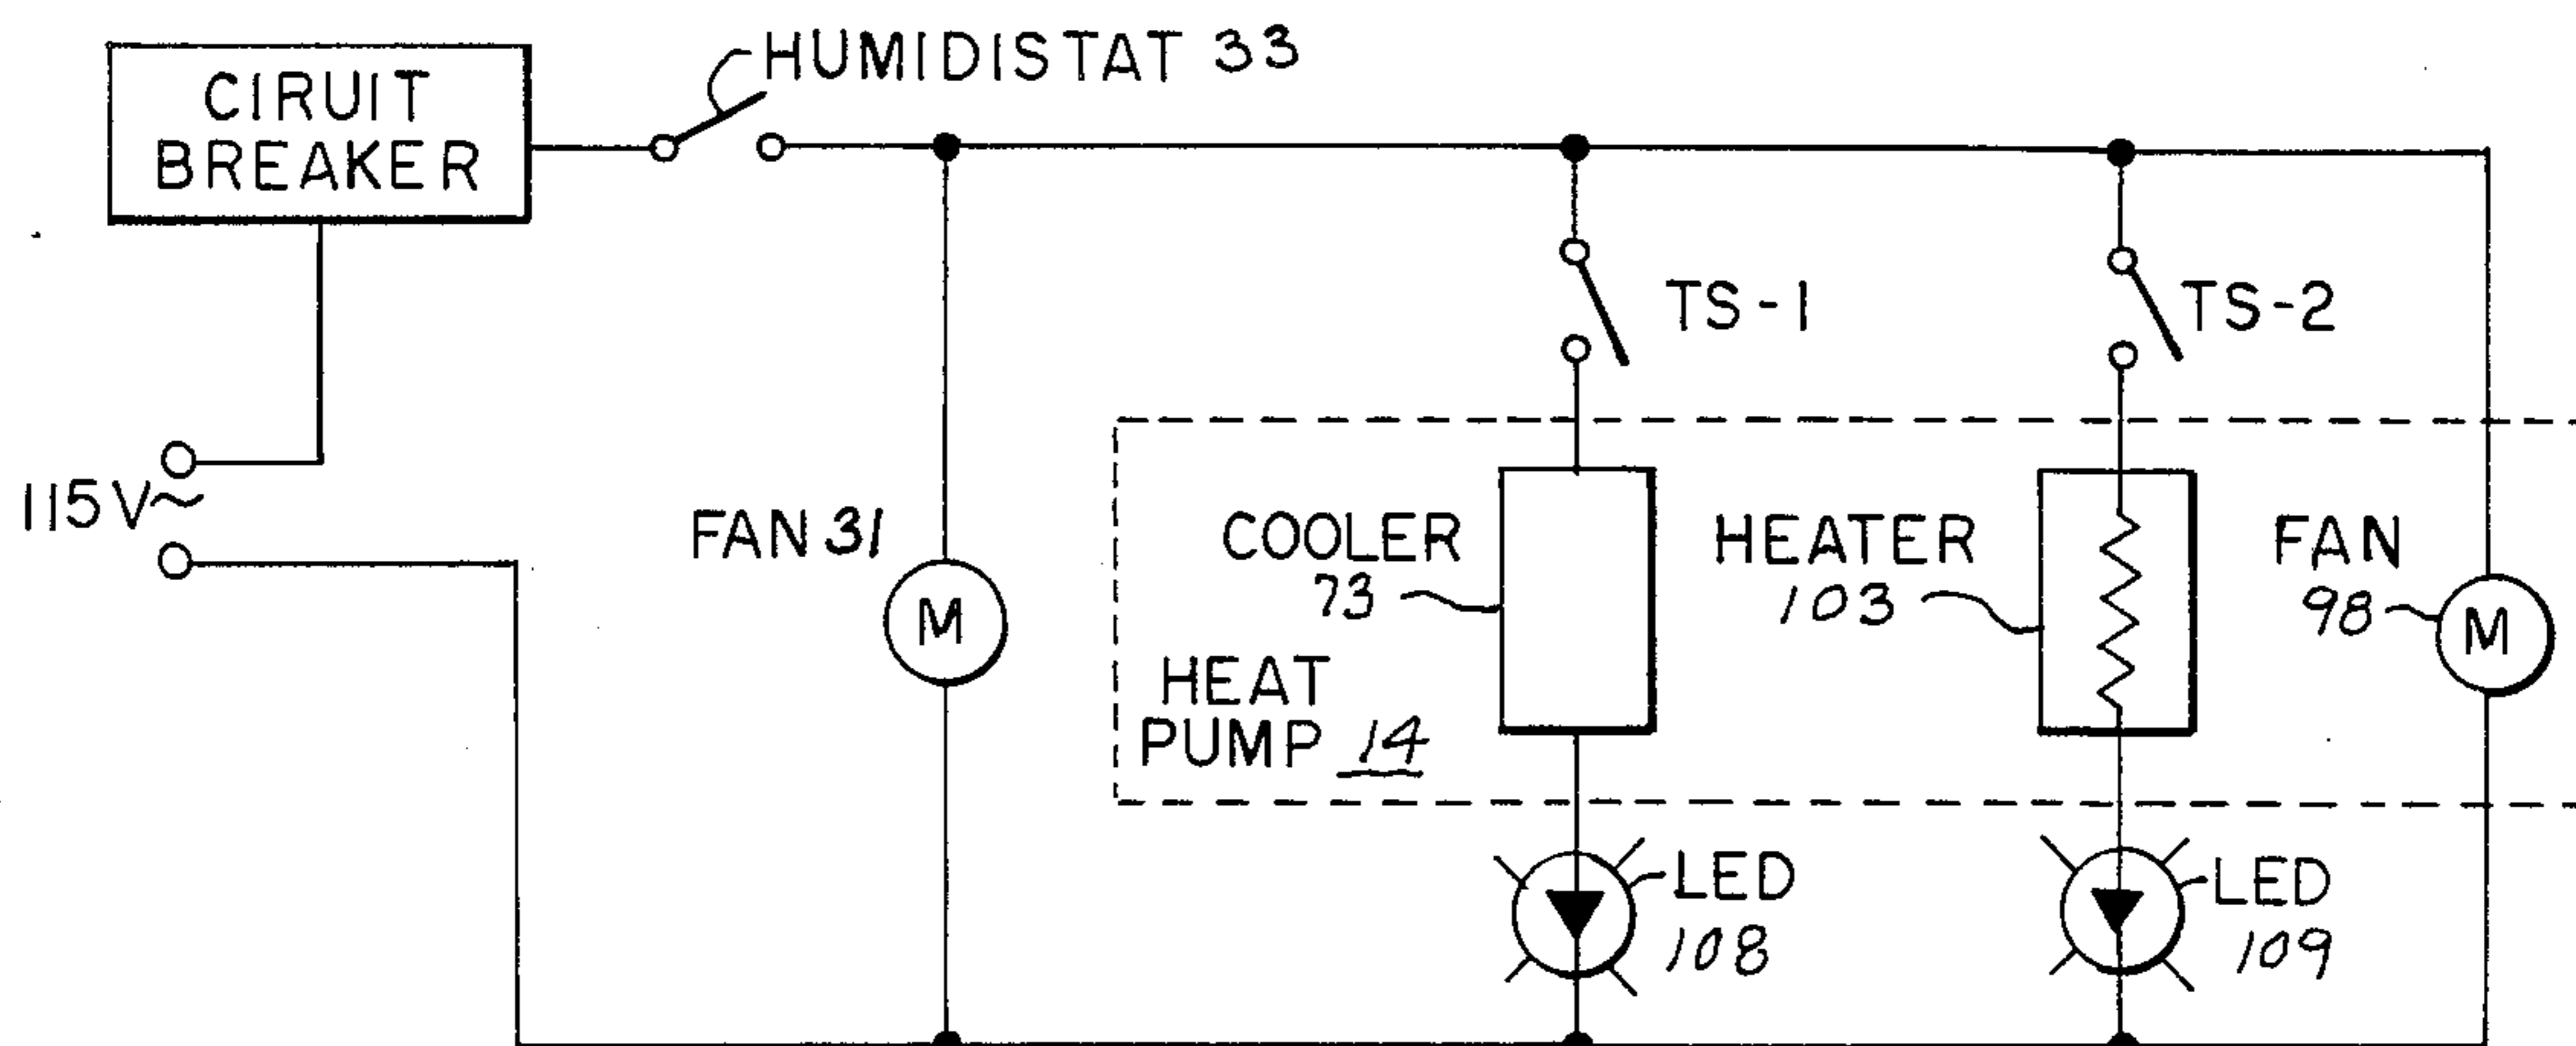 HUMIDISTAT 33
CIRUIT
BREAKER
TS-1
TS-2
115V~
FAN 31
COOLER
73
HEATER
103
FAN
98
M
M
HEAT
PUMP 14
LED
108
LED
109